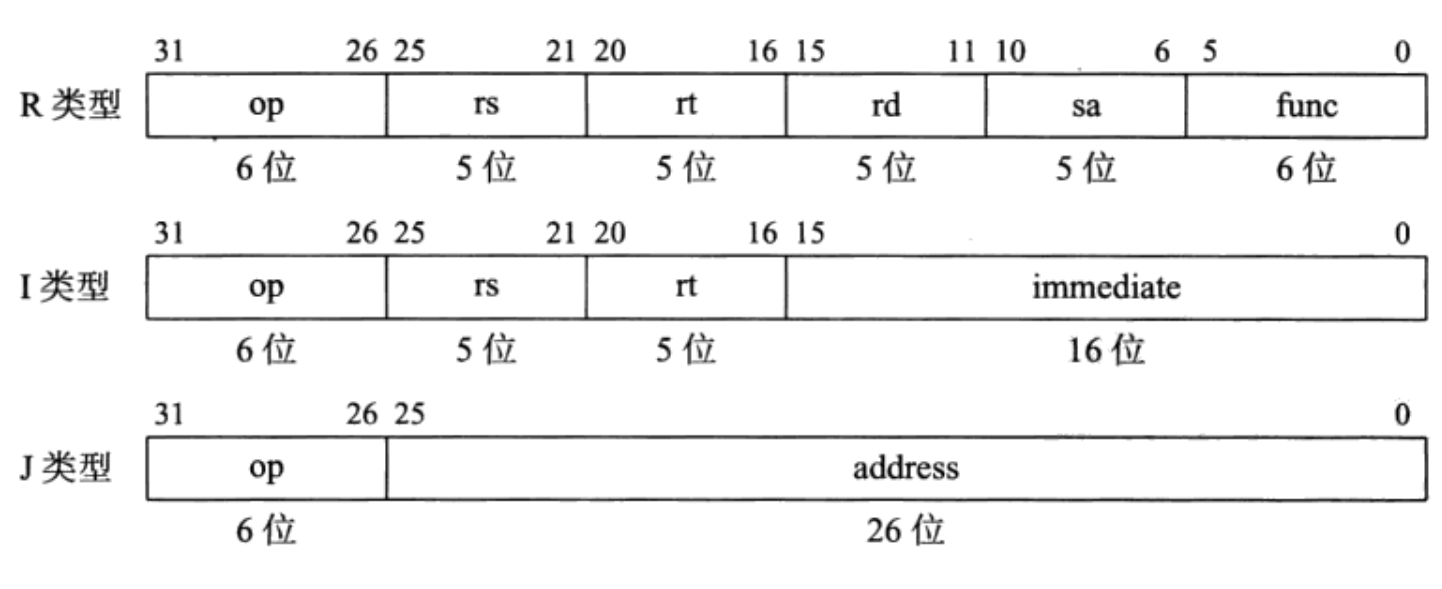 31 26 25 21 20 16 15 11 10 6 5 0
R 类型 op rs rt rd sa func
6 位 5 位 5 位 5 位 5 位 6 位
31 26 25 21 20 16 15 0
I 类型 op rs rt immediate
6 位 5 位 5 位 16 位
31 26 25 0
J 类型 op address
6 位 26 位